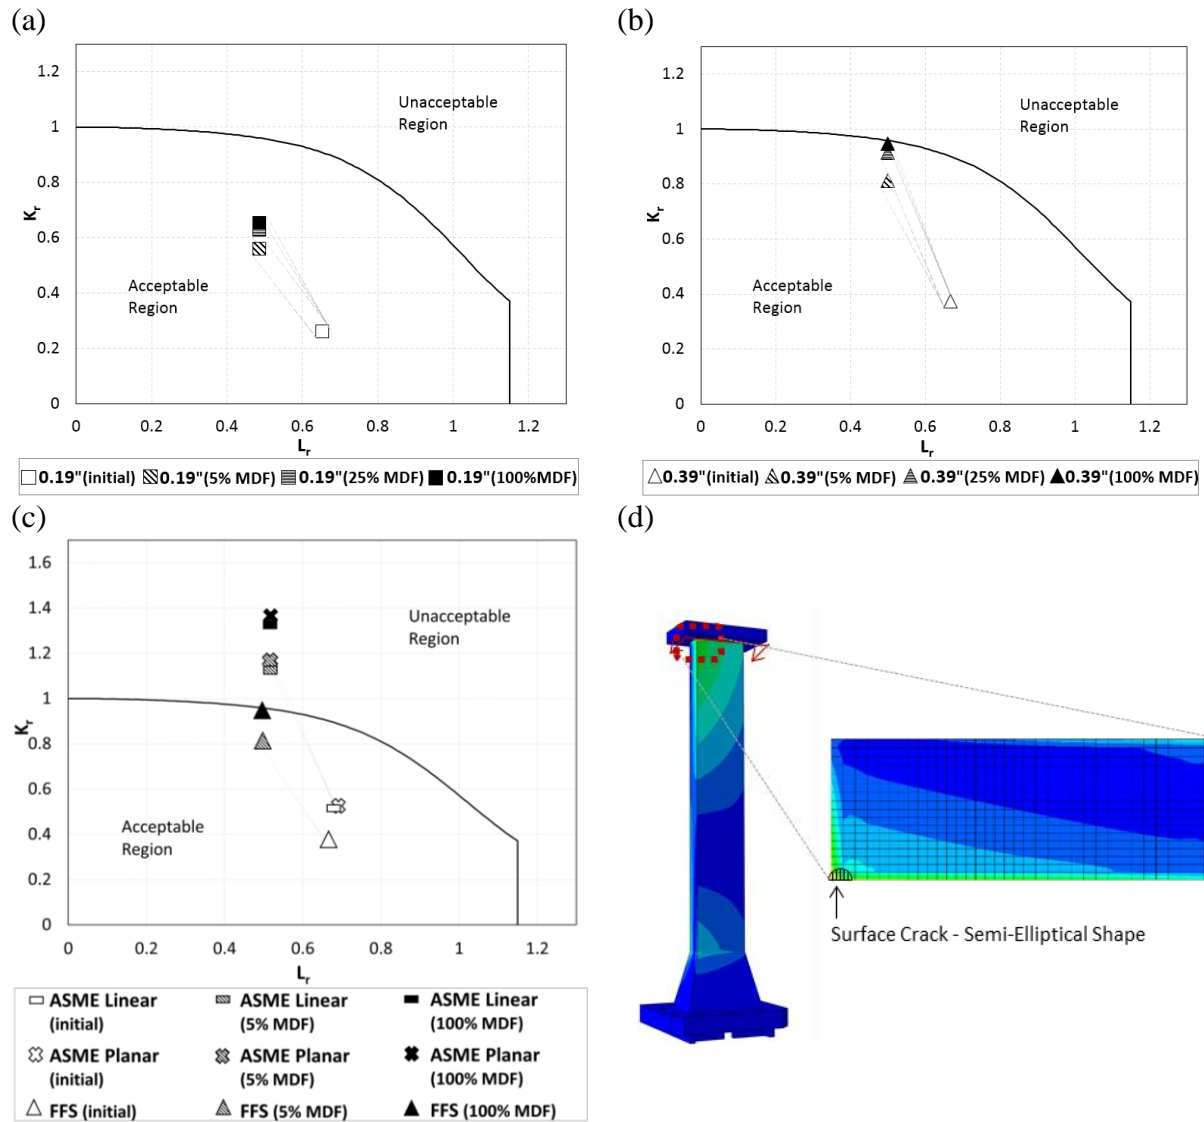 (a)
1.2
1
0.8
0.6
0.4
0.2
0
Kr
Unacceptable
Region
Acceptable
Region
0 0.2 0.4 0.6 0.8 1 1.2
Lr
0.19"(initial) 0.19"(5% MDF) 0.19"(25% MDF) 0.19"(100%MDF)
(b)
1.2
1
0.8
0.6
0.4
0.2
0
Kr
Unacceptable
Region
Acceptable
Region
0 0.2 0.4 0.6 0.8 1 1.2
Lr
0.39"(initial) 0.39"(5% MDF) 0.39"(25% MDF) 0.39"(100% MDF)
(c)
1.6
1.4
1.2
1
0.8
0.6
0.4
0.2
0
Kr
Unacceptable
Region
Acceptable
Region
0 0.2 0.4 0.6 0.8 1 1.2
Lr
ASME Linear ASME Linear ASME Linear
(initial) (5% MDF) (100% MDF)
ASME Planar ASME Planar ASME Planar
(initial) (5% MDF) (100% MDF)
FFS (initial) FFS (5% MDF) FFS (100% MDF)
(d)
Surface Crack - Semi-Elliptical Shape